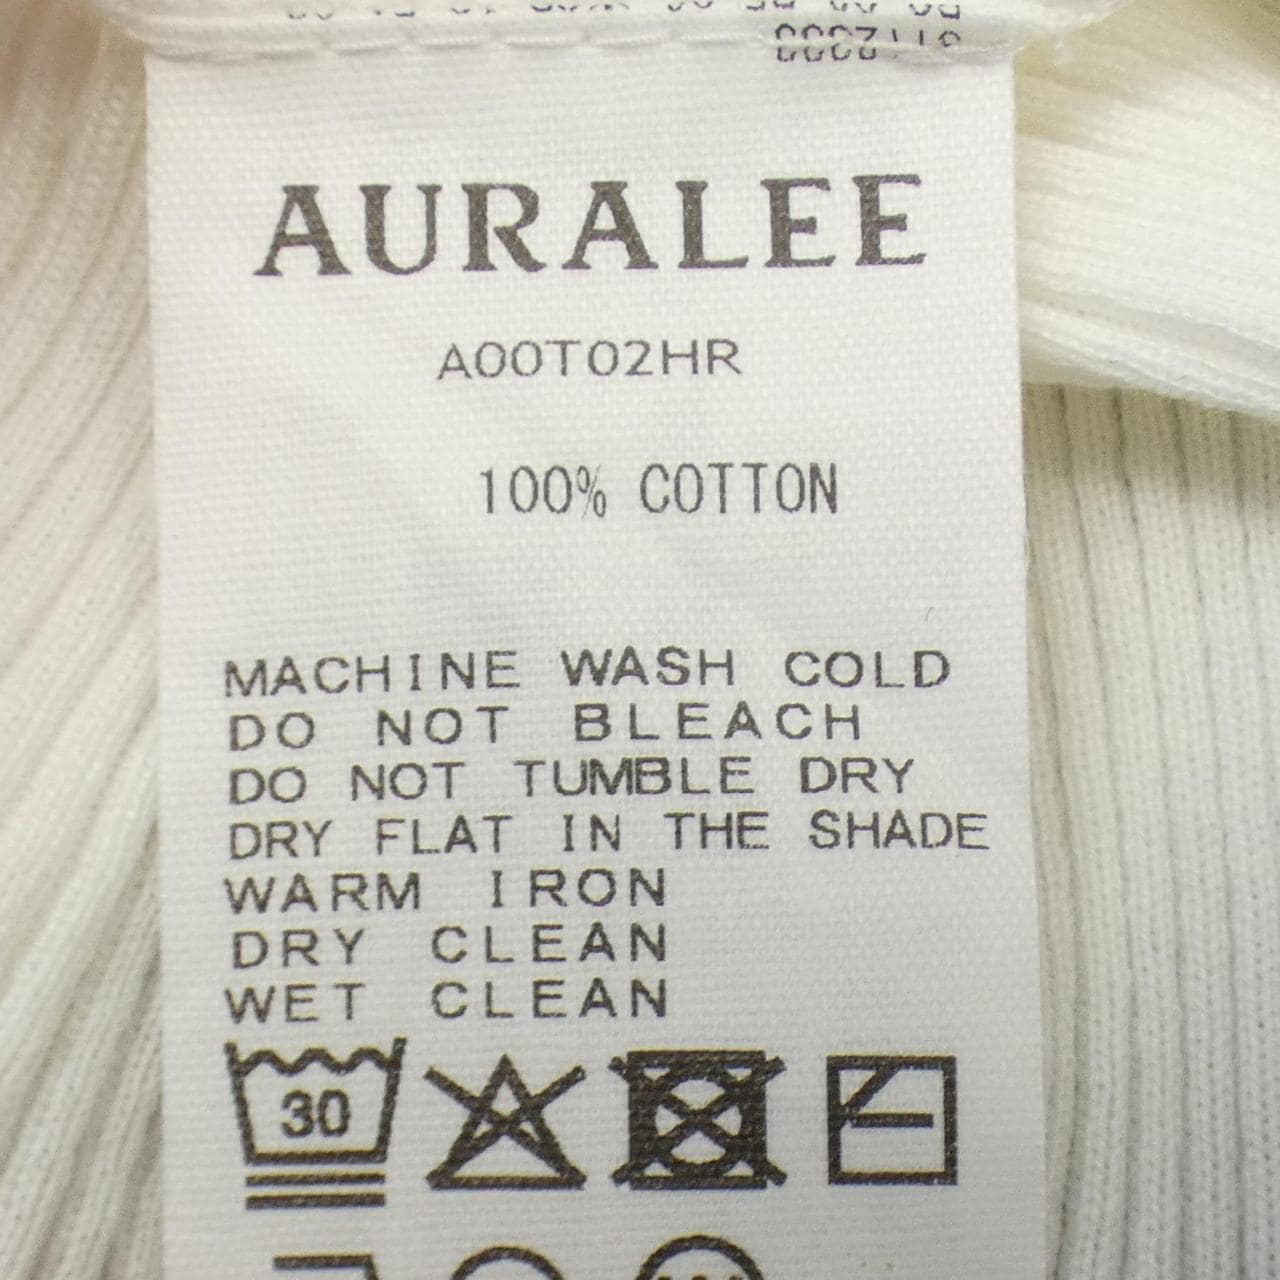 AURALEE
A00T02HR
100% COTTON
MACHINE WASH COLD
DO NOT BLEACH
DO NOT TUMBLE DRY
DRY FLAT IN THE SHADE
WARM IRON
DRY CLEAN
WET CLEAN
30